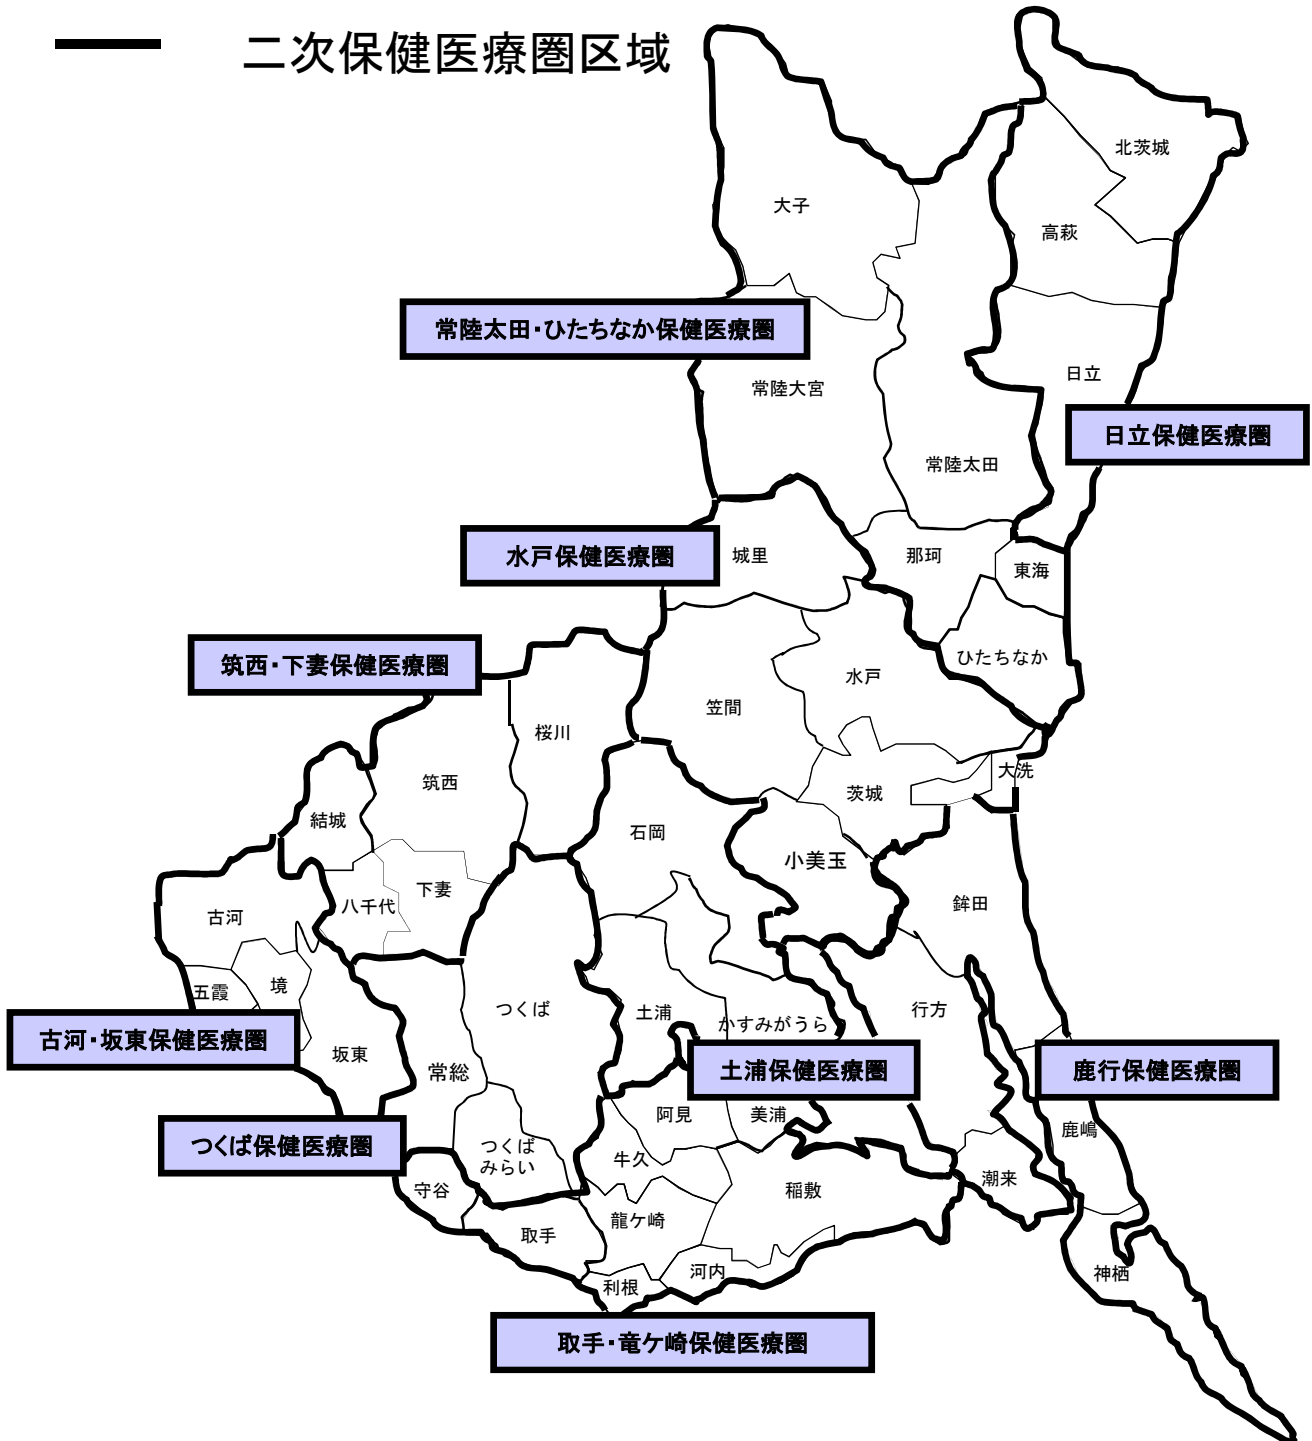 二次保健医療圏区域
北茨城
大子
高萩
常陸太田・ひたちなか保健医療圏
日立
常陸大宮
日立保健医療圏
常陸太田
水戸保健医療圏
城里
那珂
東海
筑西・下妻保健医療圏
ひたちなか
水戸
笠間
桜川
大洗
筑西
茨城
結城
石岡
小美玉
下妻
八千代
古河
鉾田
境
五霞
つくば
土浦
行方
かすみがうら
古河・坂東保健医療圏
坂東
常総
土浦保健医療圏
鹿行保健医療圏
阿見
美浦
鹿嶋
つくば保健医療圏
つくば
みらい
牛久
潮来
守谷
稲敷
龍ケ崎
取手
河内
神栖
利根
取手・竜ケ崎保健医療圏